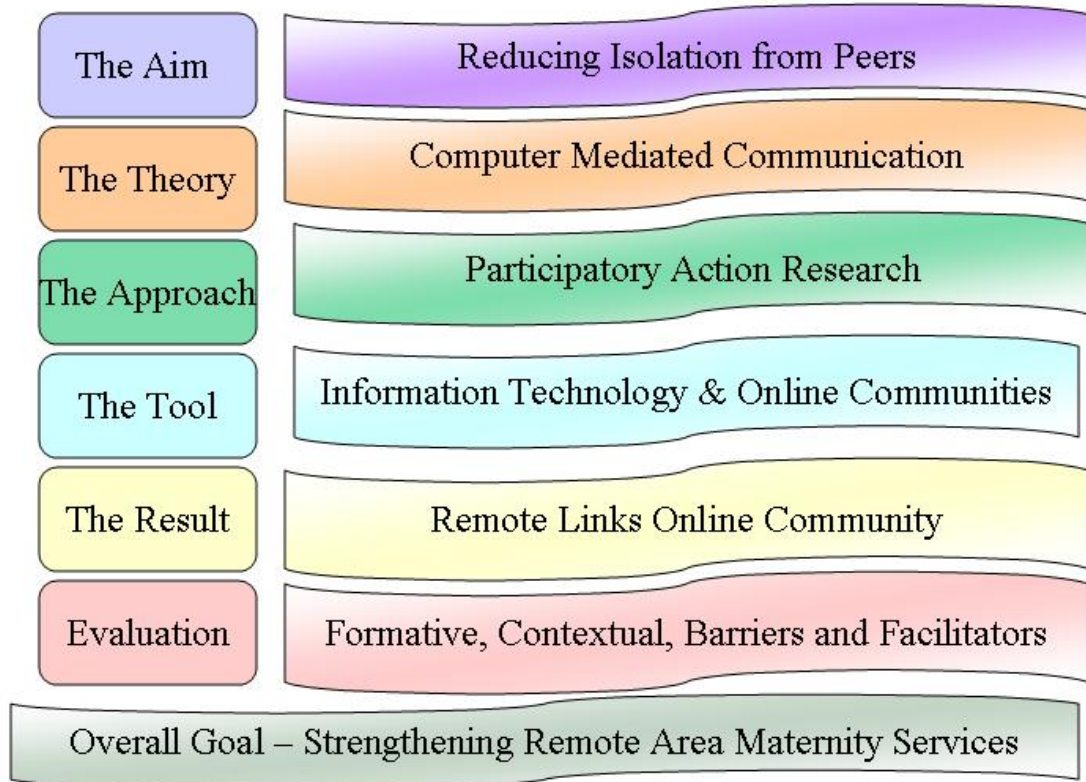 The Aim
Reducing Isolation from Peers
The Theory
Computer Mediated Communication
The Approach
Participatory Action Research
The Tool
Information Technology & Online Communities
The Result
Remote Links Online Community
Evaluation
Formative, Contextual, Barriers and Facilitators
Overall Goal – Strengthening Remote Area Maternity Services